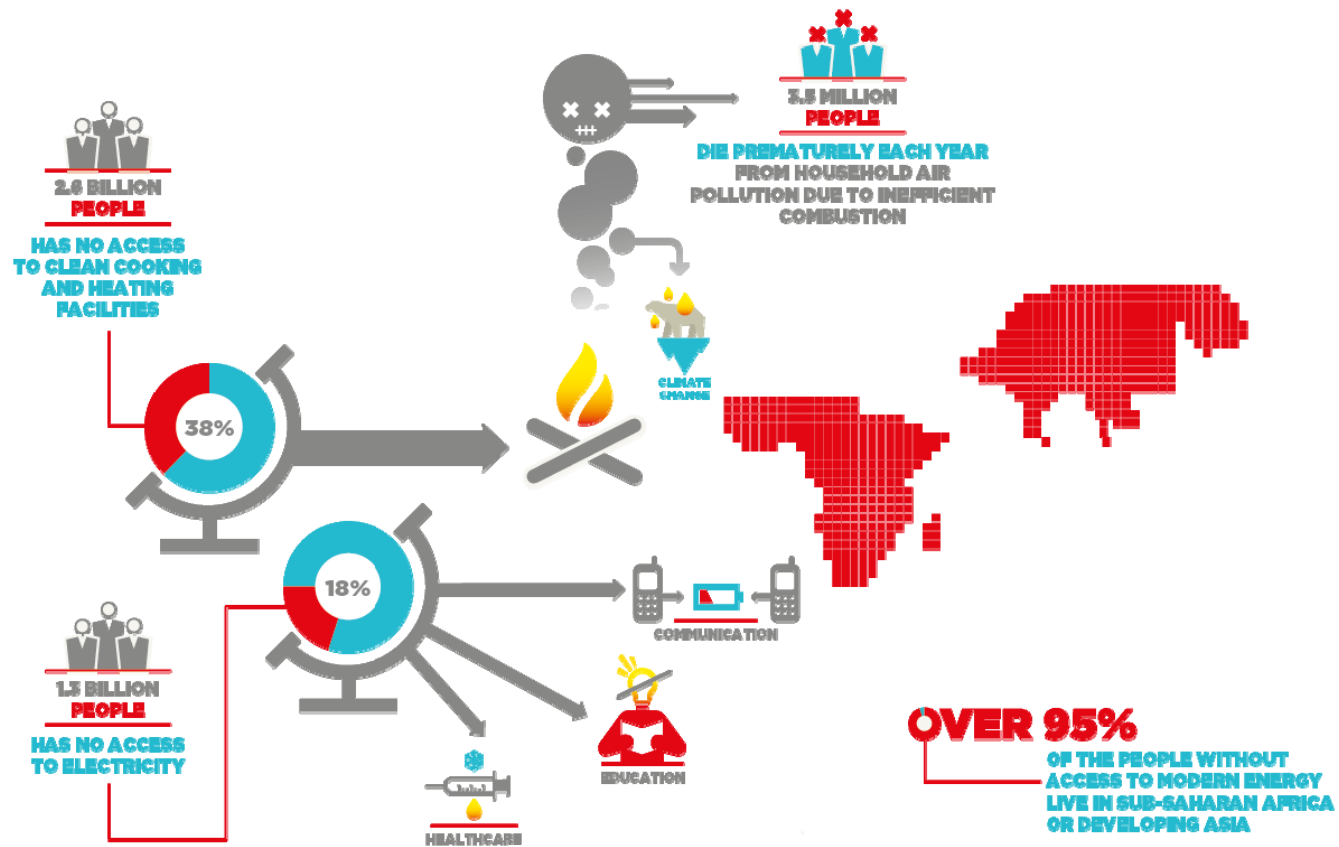 2.6 BILLION
PEOPLE
HAS NO ACCESS
TO CLEAN COOKING
AND HEATING
FACILITIES
38%
3.5 MILLION
PEOPLE
DIE PREMATURELY EACH YEAR
FROM HOUSEHOLD AIR
POLLUTION DUE TO INEFFICIENT
COMBUSTION
CLIMATE
CHANGE
1.3 BILLION
PEOPLE
HAS NO ACCESS
TO ELECTRICITY
18%
COMMUNICATION
EDUCATION
HEALTHCARE
OVER 95%
OF THE PEOPLE WITHOUT
ACCESS TO MODERN ENERGY
LIVE IN SUB-SAHARAN AFRICA
OR DEVELOPING ASIA